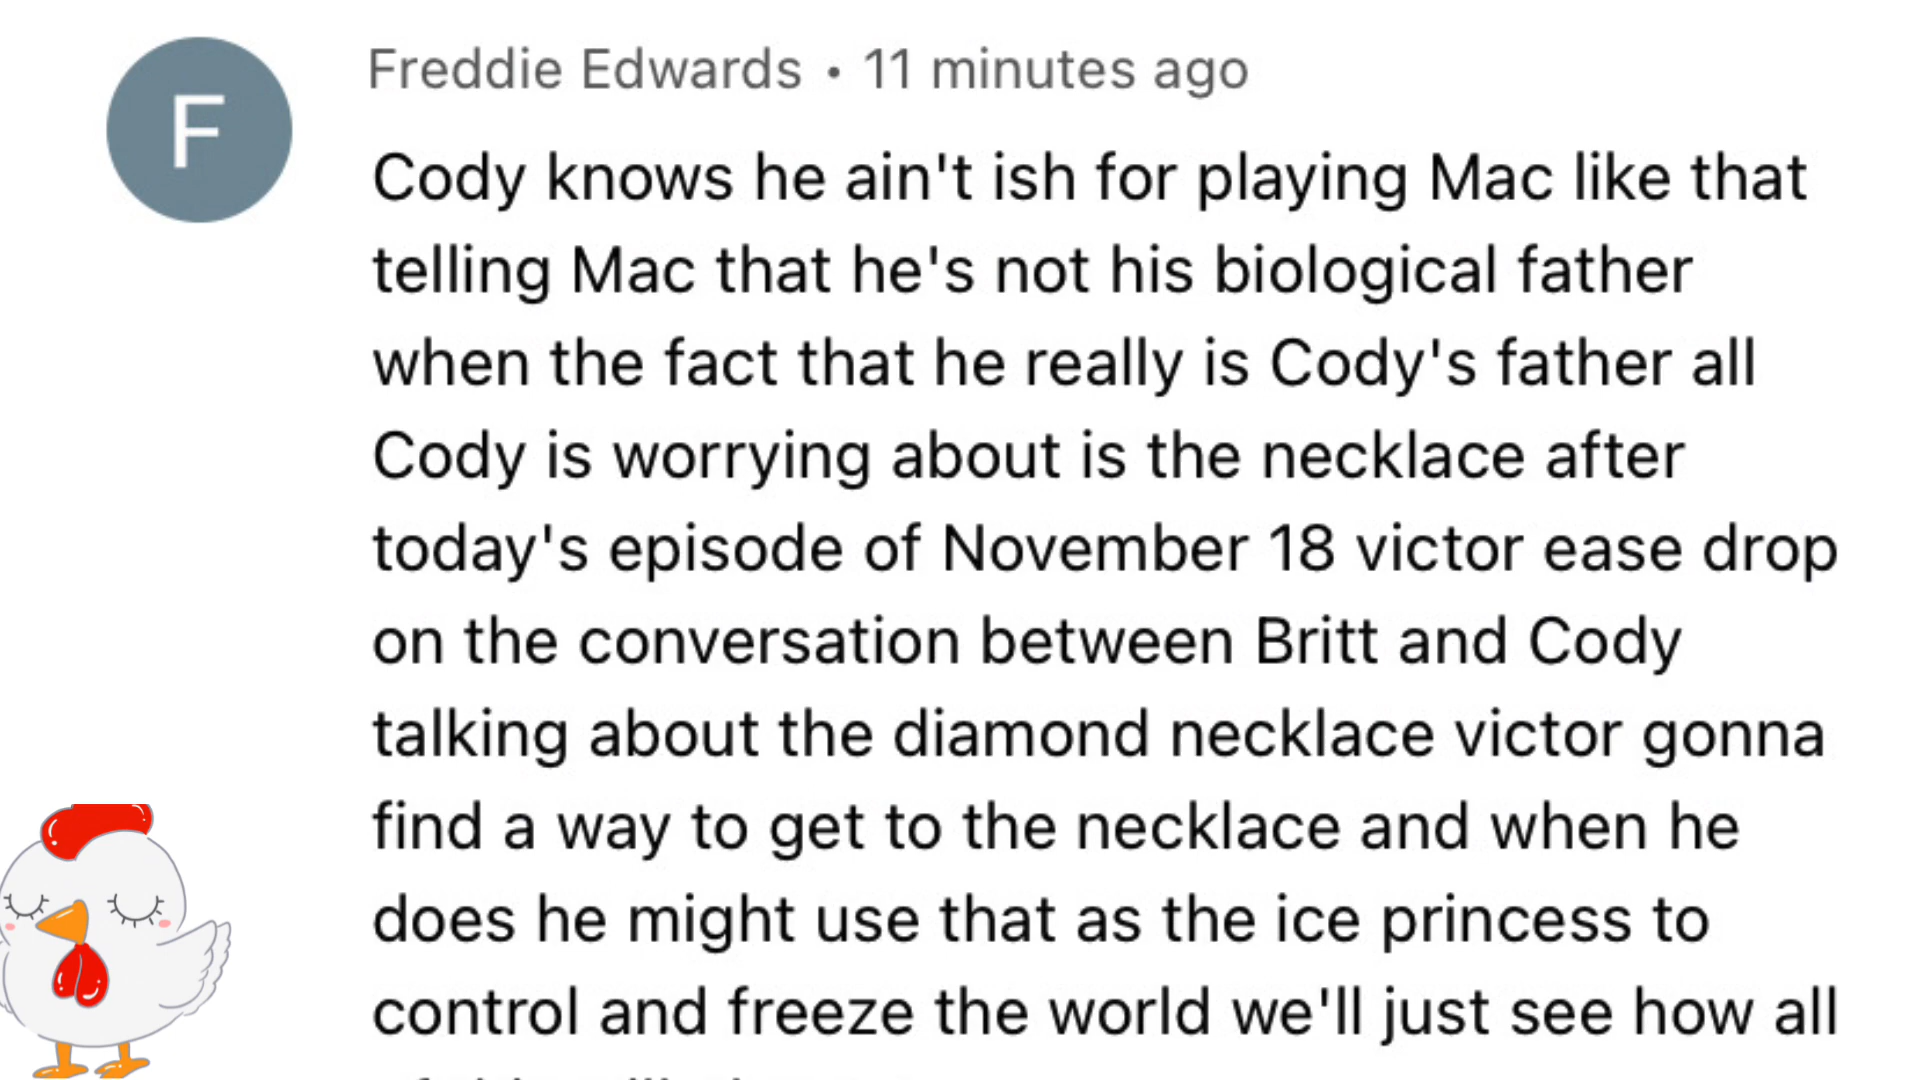 F
Freddie Edwards • 11 minutes ago
Cody knows he ain't ish for playing Mac like that
telling Mac that he's not his biological father
when the fact that he really is Cody's father all
Cody is worrying about is the necklace after
today's episode of November 18 victor ease drop
on the conversation between Britt and Cody
talking about the diamond necklace victor gonna
find a way to get to the necklace and when he
does he might use that as the ice princess to
control and freeze the world we'll just see how all